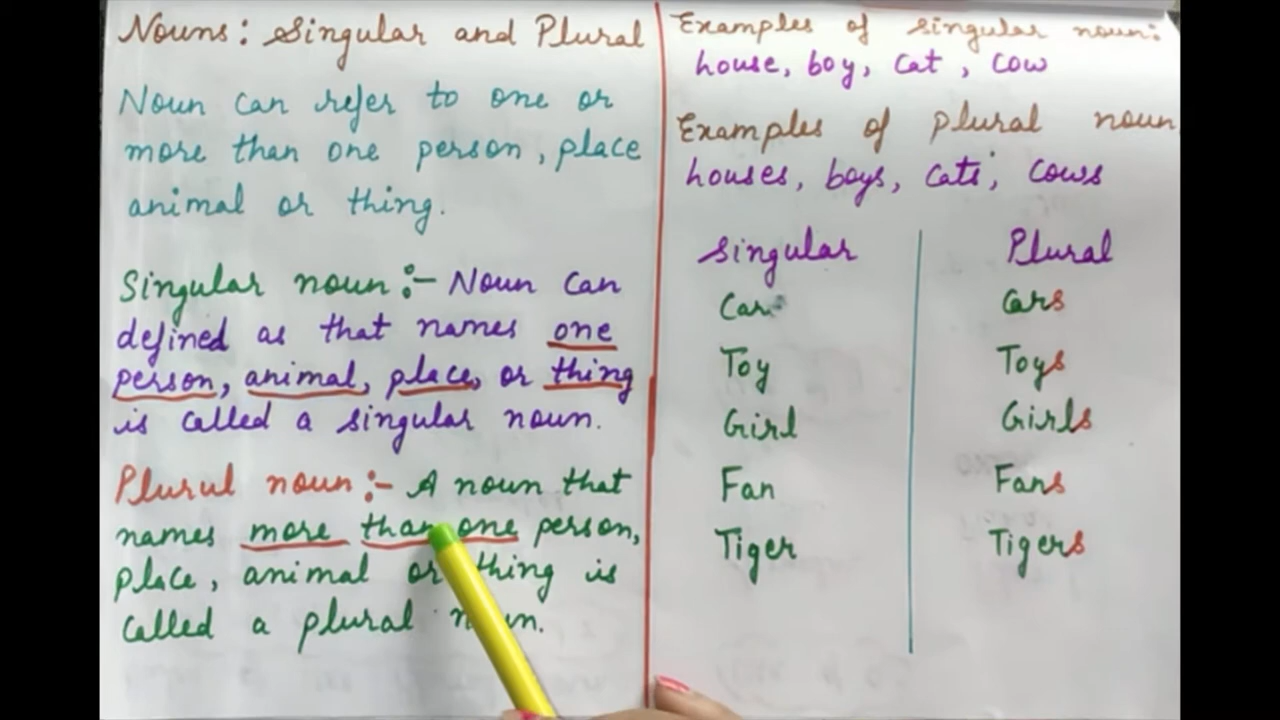 Nouns: Singular and Plural
Noun can refer to one or
more than one person, place
animal or thing.
Singular noun :- Noun can
defined as that names one
person, animal, place, or thing
is called a singular noun.
Plurul noun :- A noun that
names more than one person,
place, animal or thing is
called a plural noun.
Examples of singular noun:
house, boy, cat, cow
Examples of plural noun
houses, boys, cats, cows
Singular Plural
Car Cars
Toy Toys
Girl Girls
Fan Fans
Tiger Tigers